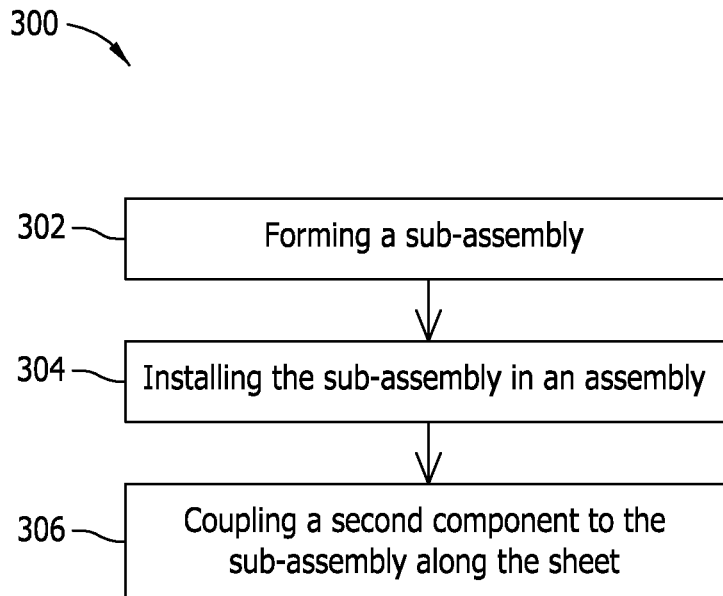 300
302
Forming a sub-assembly
304
Installing the sub-assembly in an assembly
306
Coupling a second component to the
sub-assembly along the sheet